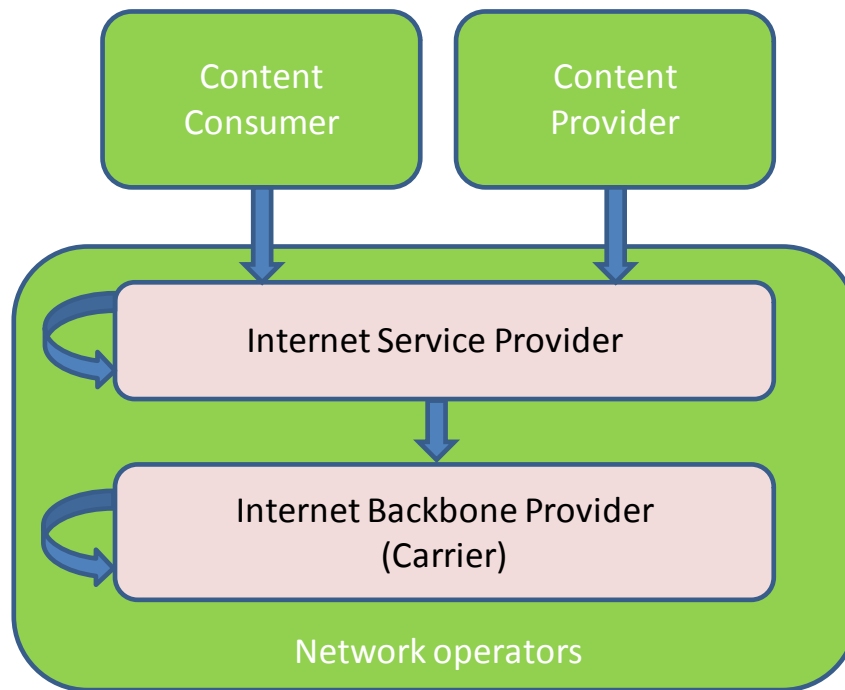 Content
Consumer
Content
Provider
Internet Service Provider
Internet Backbone Provider
(Carrier)
Network operators